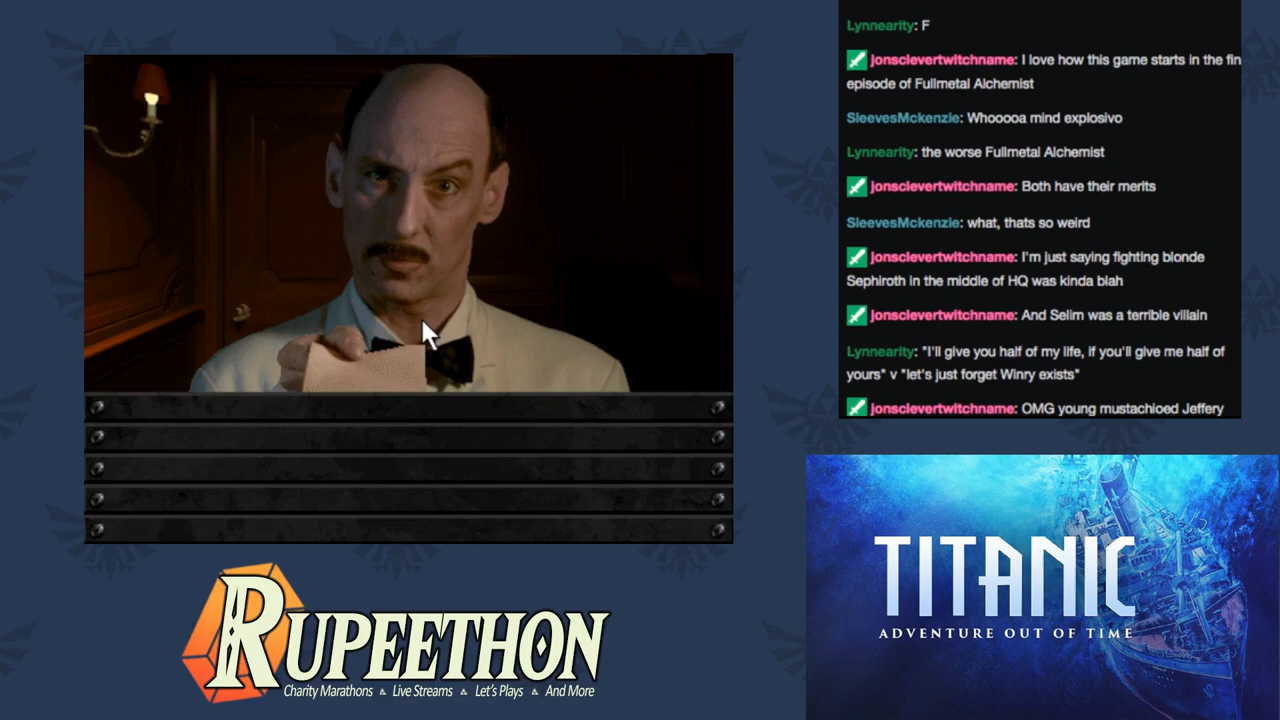 Lynnearity: F
jonsclevertwitchname: I love how this game starts in the fin
episode of Fullmetal Alchemist
SleevesMckenzie: Whooooa mind explosivo
Lynnearity: the worse Fullmetal Alchemist
jonsclevertwitchname: Both have their merits
SleevesMckenzie: what, thats so weird
jonsclevertwitchname: I'm just saying fighting blonde
Sephiroth in the middle of HQ was kinda blah
jonsclevertwitchname: And Selim was a terrible villain
Lynnearity: "I'll give you half of my life, if you'll give me half of
yours" v "let's just forget Winry exists"
jonsclevertwitchname: OMG young mustachioed Jeffery
TITANIC
ADVENTURE OUT OF TIME
RUPEETHON
Charity Marathons ▵ Live Streams ▵ Let's Plays ▵ And More